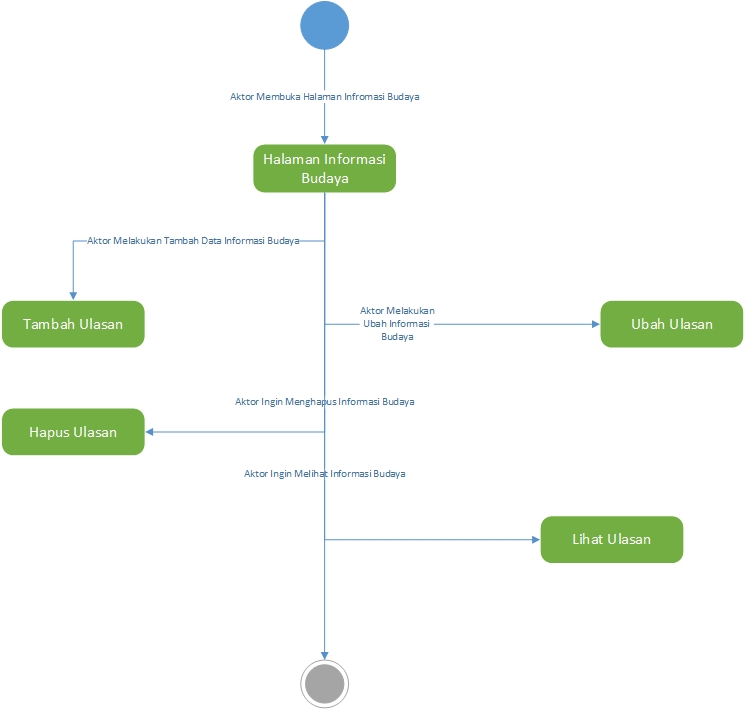 Aktor Membuka Halaman Infromasi Budaya
Halaman Informasi
Budaya
Aktor Melakukan Tambah Data Informasi Budaya
Tambah Ulasan
Aktor Melakukan
Ubah Informasi
Budaya
Ubah Ulasan
Aktor Ingin Menghapus Informasi Budaya
Hapus Ulasan
Aktor Ingin Melihat Informasi Budaya
Lihat Ulasan